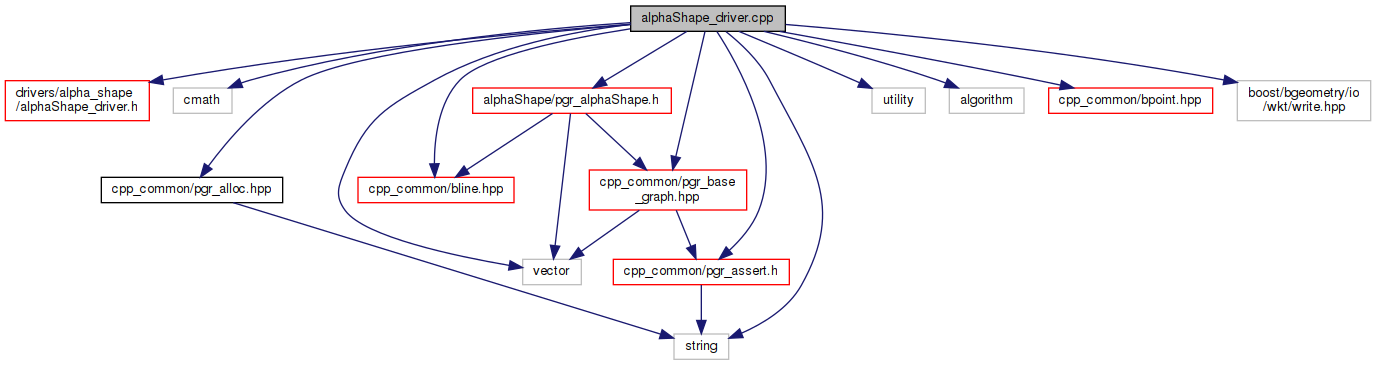 alphaShape_driver.cpp
drivers/alpha_shape
/alphaShape_driver.h
cmath
alphaShape/pgr_alphaShape.h
utility
algorithm
cpp_common/bpoint.hpp
boost/bgeometry/io
/wkt/write.hpp
cpp_common/pgr_alloc.hpp
cpp_common/bline.hpp
cpp_common/pgr_base
_graph.hpp
vector
cpp_common/pgr_assert.h
string